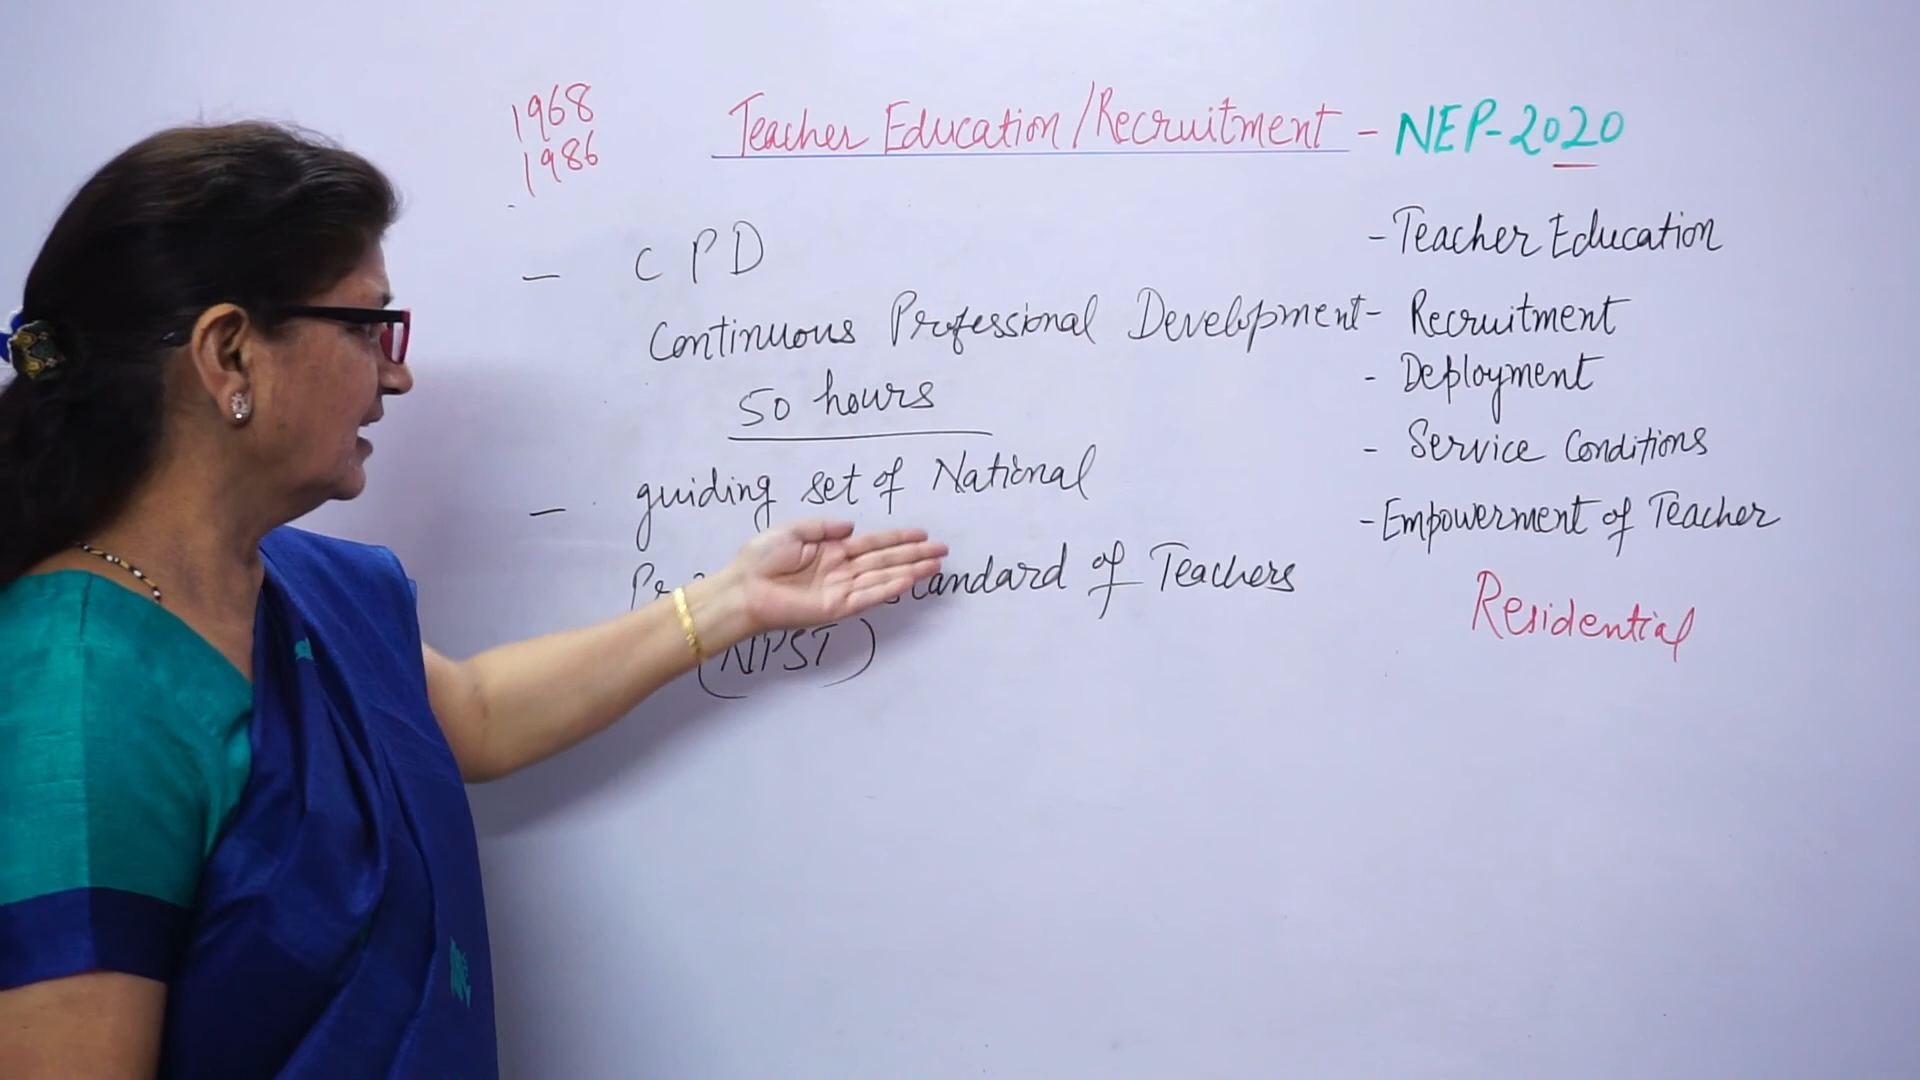 1968
1986
Teacher Education/Recruitment - NEP-2020
- CPD
Continuous Professional Development
50 hours
- guiding set of National
standard of Teachers
(NPST)
- Teacher Education
- Recruitment
- Deployment
- Service Conditions
- Empowerment of Teacher
Residential